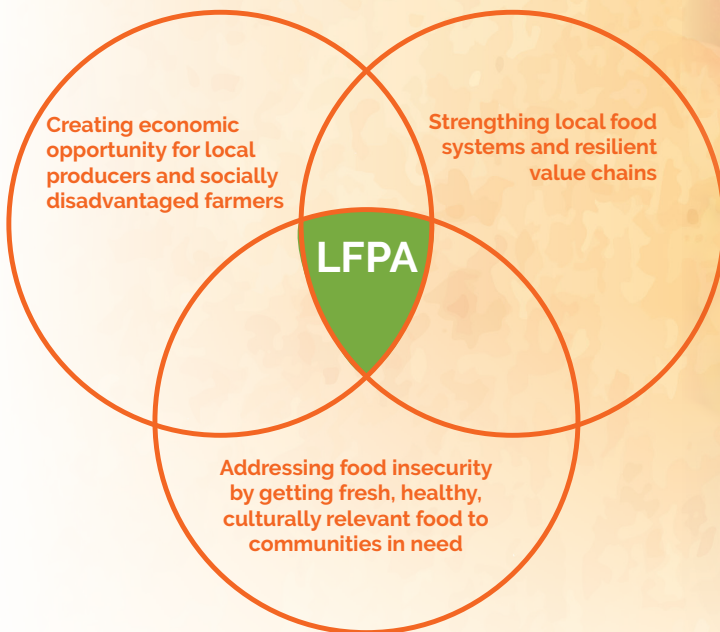 Creating economic
opportunity for local
producers and socially
disadvantaged farmers
Strengthing local food
systems and resilient
value chains
LFPA
Addressing food insecurity
by getting fresh, healthy,
culturally relevant food to
communities in need